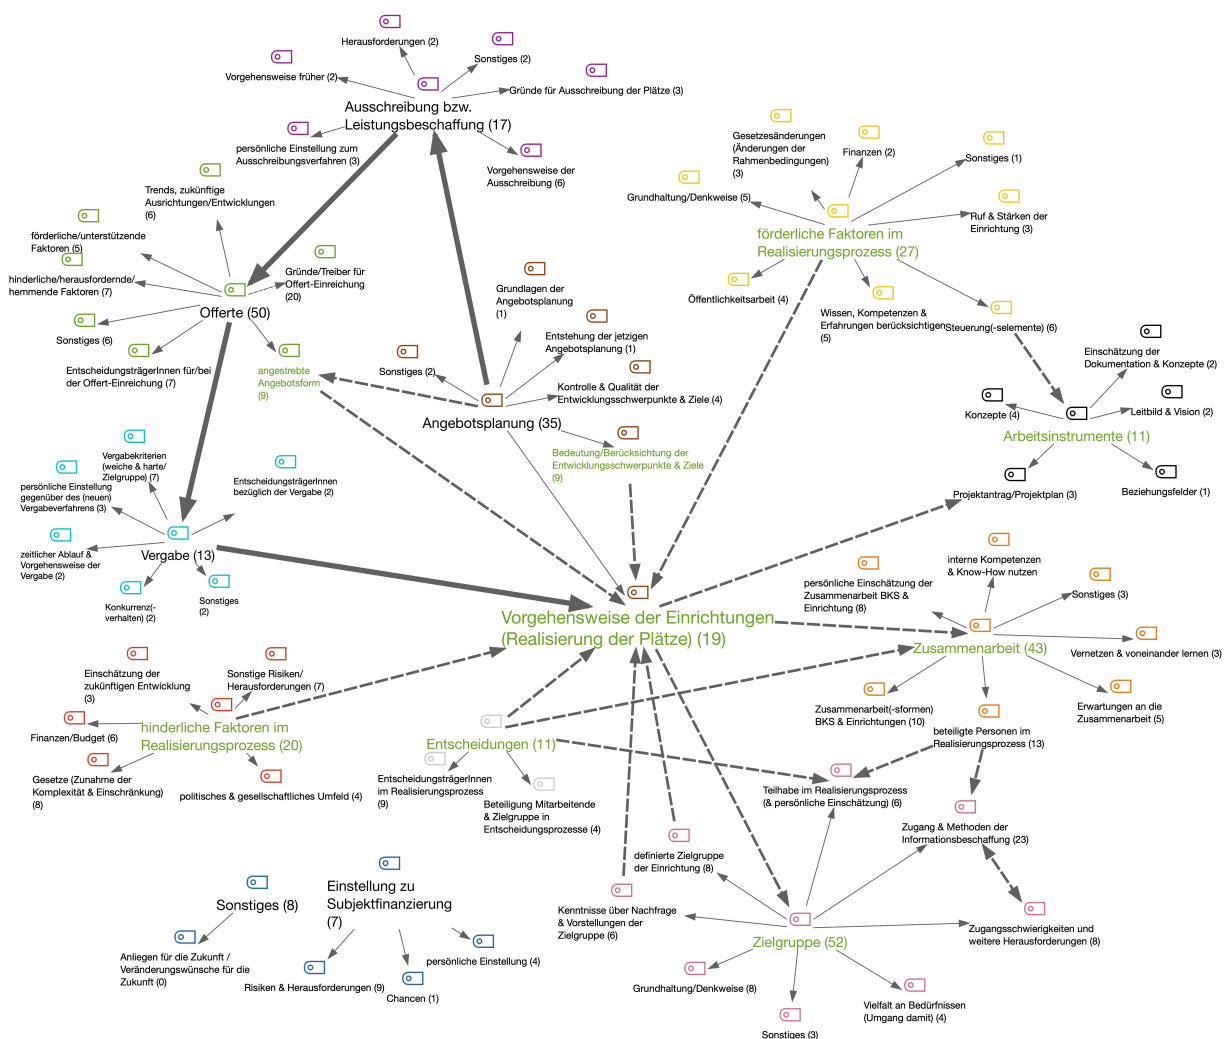 Herausforderungen (2)
Sonstiges (2)
Vorgehensweise früher (2)
Gründe für Ausschreibung der Plätze (3)
Ausschreibung bzw.
Leistungsbeschaffung (17)
persönliche Einstellung zum
Ausschreibungsverfahren (3)
Vorgehensweise der
Ausschreibung (6)
Trends, zukünftige
Ausrichtungen/Entwicklungen
(6)
förderliche/unterstützende
Faktoren (5)
hinderliche/herausfordernde/
hemmende Faktoren (7)
Gründe/Treiber für
Offert-Einreichung
(20)
Offerte (50)
Sonstiges (6)
EntscheidungsträgerInnen für/bei
der Offert-Einreichung (7)
angestrebte
Angebotsform
(9)
Grundlagen der
Angebotsplanung
(1)
Entstehung der jetzigen
Angebotsplanung (1)
Sonstiges (2)
Kontrolle & Qualität der
Entwicklungsschwerpunkte & Ziele (4)
Angebotsplanung (35)
Bedeutung/Berücksichtung der
Entwicklungsschwerpunkte & Ziele
(9)
Gesetzesänderungen
(Änderungen der
Rahmenbedingungen)
(3)
Finanzen (2)
Sonstiges (1)
Grundhaltung/Denkweise (5)
Ruf & Stärken der
Einrichtung (3)
förderliche Faktoren im
Realisierungsprozess (27)
Öffentlichkeitsarbeit (4)
Wissen, Kompetenzen &
Erfahrungen berücksichtigen
(5)
Steuerung(-selemente) (6)
Einschätzung der
Dokumentation & Konzepte (2)
Konzepte (4)
Leitbild & Vision (2)
Arbeitsinstrumente (11)
Projektantrag/Projektplan (3)
Beziehungsfelder (1)
Vergabekriterien
(weiche & harte/
Zielgruppe) (7)
persönliche Einstellung
gegenüber des (neuen)
Vergabeverfahrens (3)
EntscheidungsträgerInnen
bezüglich der Vergabe (2)
zeitlicher Ablauf &
Vorgehensweise der
Vergabe (2)
Vergabe (13)
Konkurrenz(-
verhalten) (2)
Sonstiges
(2)
Vorgehensweise der Einrichtungen
(Realisierung der Plätze) (19)
interne Kompetenzen
& Know-How nutzen
persönliche Einschätzung der
Zusammenarbeit BKS &
Einrichtung (8)
Sonstiges (3)
Zusammenarbeit (43)
Vernetzen & voneinander lernen (3)
Zusammenarbeit(-sformen)
BKS & Einrichtungen (10)
beteiligte Personen im
Realisierungsprozess (13)
Erwartungen an die
Zusammenarbeit (5)
Einschätzung der
zukünftigen Entwicklung
(3)
Sonstige Risiken/
Herausforderungen (7)
hinderliche Faktoren im
Realisierungsprozess (20)
Finanzen/Budget (6)
Gesetze (Zunahme der
Komplexität & Einschränkung)
(8)
politisches & gesellschaftliches Umfeld (4)
Entscheidungen (11)
EntscheidungsträgerInnen
im Realisierungsprozess
(9)
Beteiligung Mitarbeitende
& Zielgruppe in
Entscheidungsprozesse (4)
Teilhabe im Realisierungsprozess
(& persönliche Einschätzung) (6)
Zugang & Methoden der
Informationsbeschaffung (23)
definierte Zielgruppe
der Einrichtung (8)
Kenntnisse über Nachfrage
& Vorstellungen der
Zielgruppe (6)
Zugangsschwierigkeiten und
weitere Herausforderungen (8)
Zielgruppe (52)
Grundhaltung/Denkweise (8)
Vielfalt an Bedürfnissen
(Umgang damit) (4)
Sonstiges (3)
Sonstiges (8)
Anliegen für die Zukunft /
Veränderungswünsche für die
Zukunft (0)
Einstellung zu
Subjektfinanzierung
(7)
persönliche Einstellung (4)
Risiken & Herausforderungen (9)
Chancen (1)